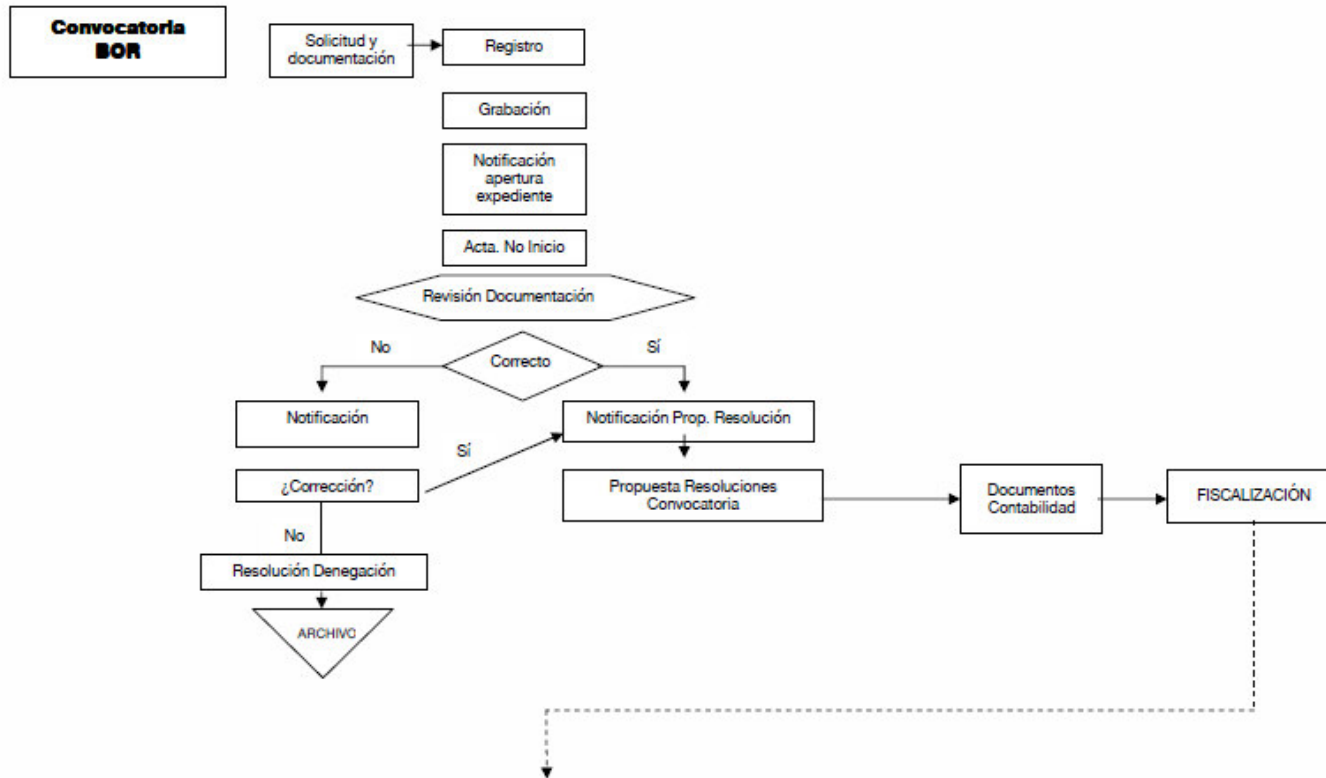 Convocatoria
BOR
Solicitud y
documentación
Registro
Grabación
Notificación
apertura
expediente
Acta. No Inicio
Revisión Documentación
No
Correcto
Sí
Notificación
Notificación Prop. Resolución
Sí
¿Corrección?
Propuesta Resoluciones
Convocatoria
Documentos
Contabilidad
FISCALIZACIÓN
No
Resolución Denegación
ARCHIVO